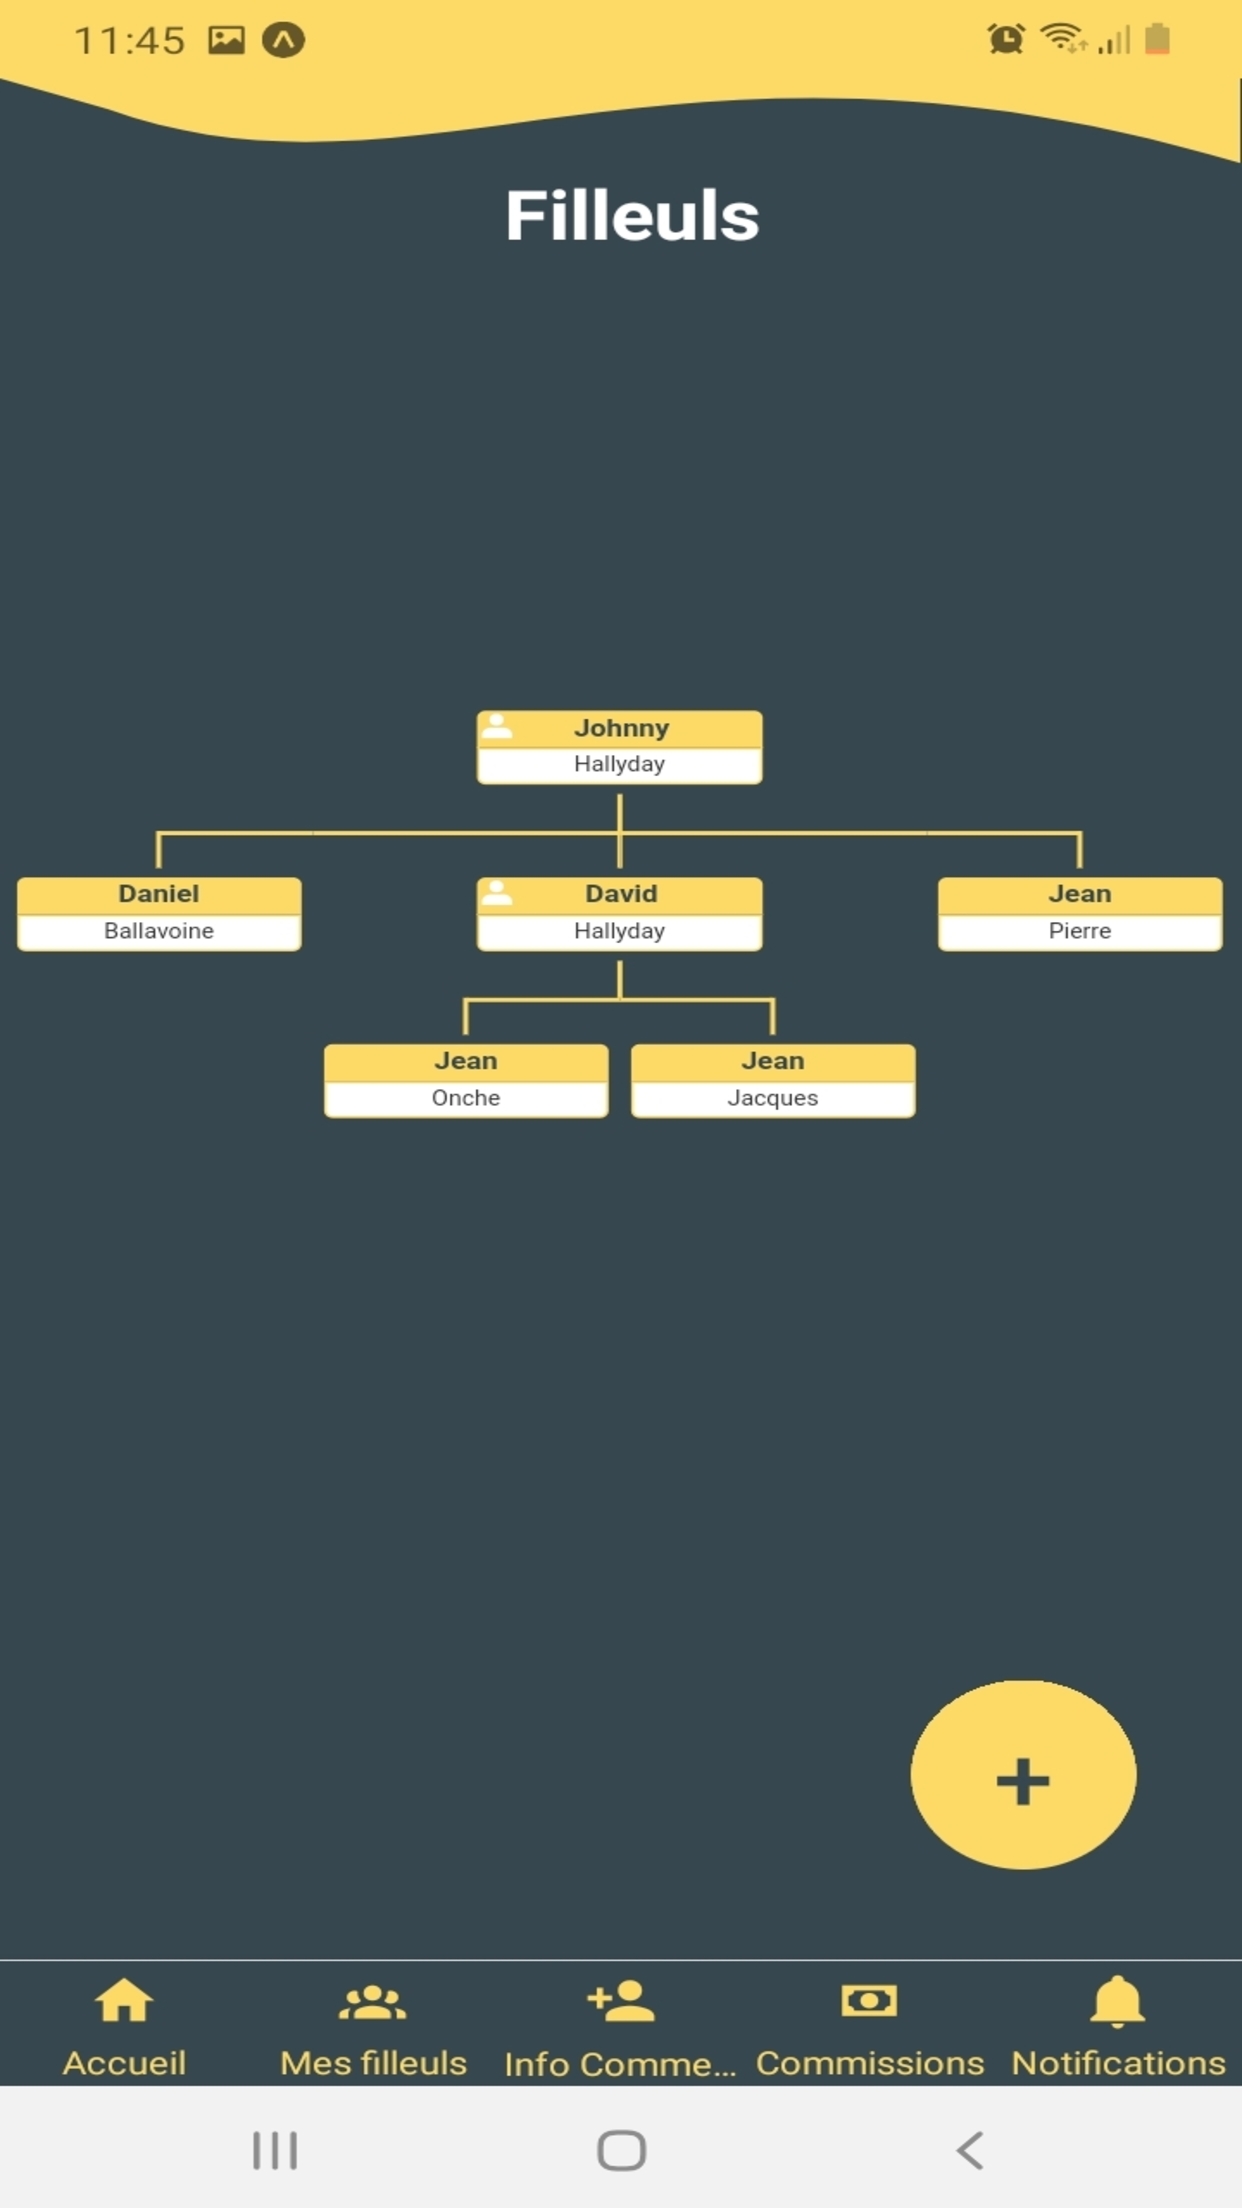 11:45
Filleuls
Johnny
Hallyday
Daniel
Ballavoine
David
Hallyday
Jean
Pierre
Jean
Onche
Jean
Jacques
+
Accueil
Mes filleuls
Info Comme...
Commissions
Notifications